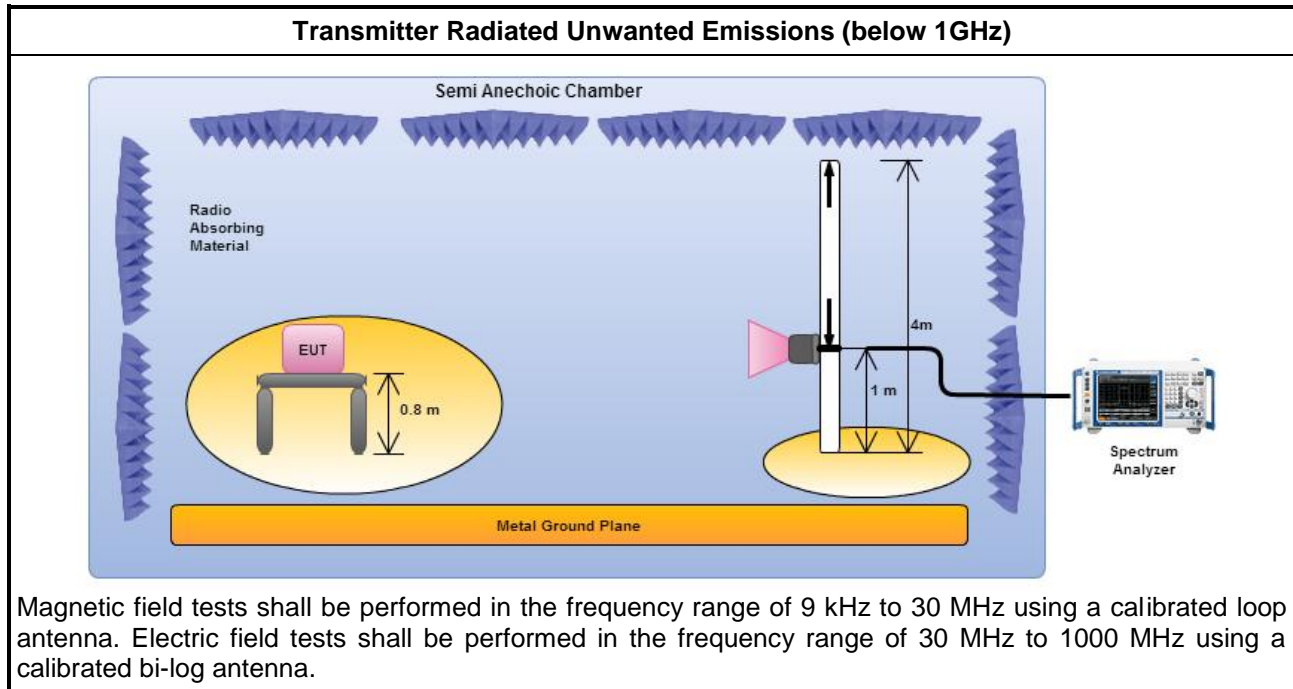 Transmitter Radiated Unwanted Emissions (below 1GHz)
Semi Anechoic Chamber
Radio
Absorbing
Material
EUT
0.8 m
4m
1 m
Spectrum
Analyzer
Metal Ground Plane
Magnetic field tests shall be performed in the frequency range of 9 kHz to 30 MHz using a calibrated loop
antenna. Electric field tests shall be performed in the frequency range of 30 MHz to 1000 MHz using a
calibrated bi-log antenna.